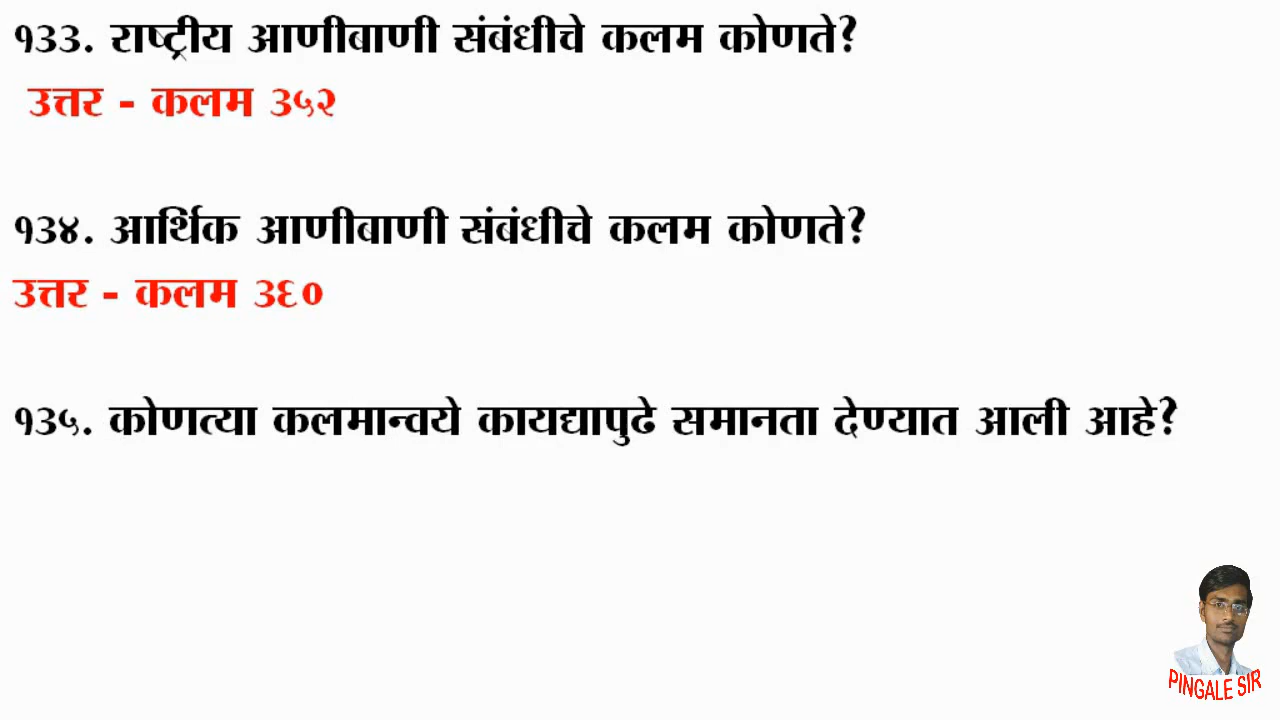 १३३. राष्ट्रीय आणीबाणी संबंधीचे कलम कोणते?
उत्तर - कलम ३५२
१३४. आर्थिक आणीबाणी संबंधीचे कलम कोणते?
उत्तर - कलम ३६०
१३५. कोणत्या कलमान्वये कायद्यापुढे समानता देण्यात आली आहे?
PINGALE SIR